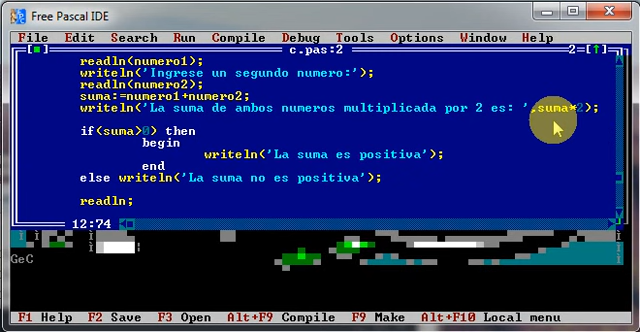 Free Pascal IDE
File Edit Search Run Compile Debug Tools Options Window Help
c.pas:2 2=[↑]
readln(numero1);
writeln('Ingrese un segundo numero:');
readln(numero2);
suma:=numero1+numero2;
writeln('La suma de ambos numeros multiplicada por 2 es: ',suma*2);
if(suma>0) then
begin
writeln('La suma es positiva');
end
else writeln('La suma no es positiva');
readln;
12:74
GeC
F1 Help F2 Save F3 Open Alt+F9 Compile F9 Make Alt+F10 Local menu